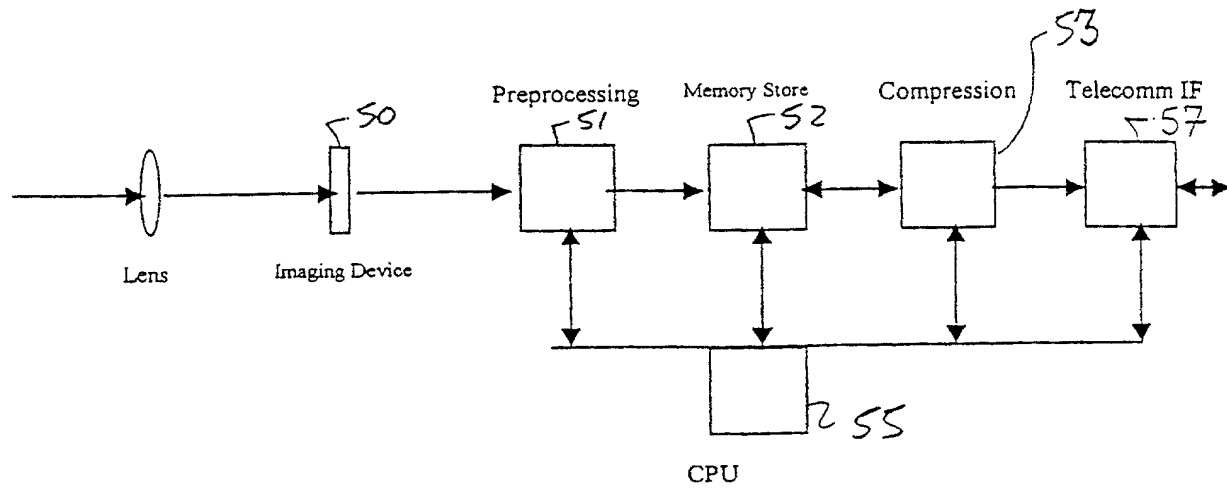 53
Preprocessing
Memory Store
Compression
Telecomm IF
50
51
52
57
Lens
Imaging Device
55
CPU